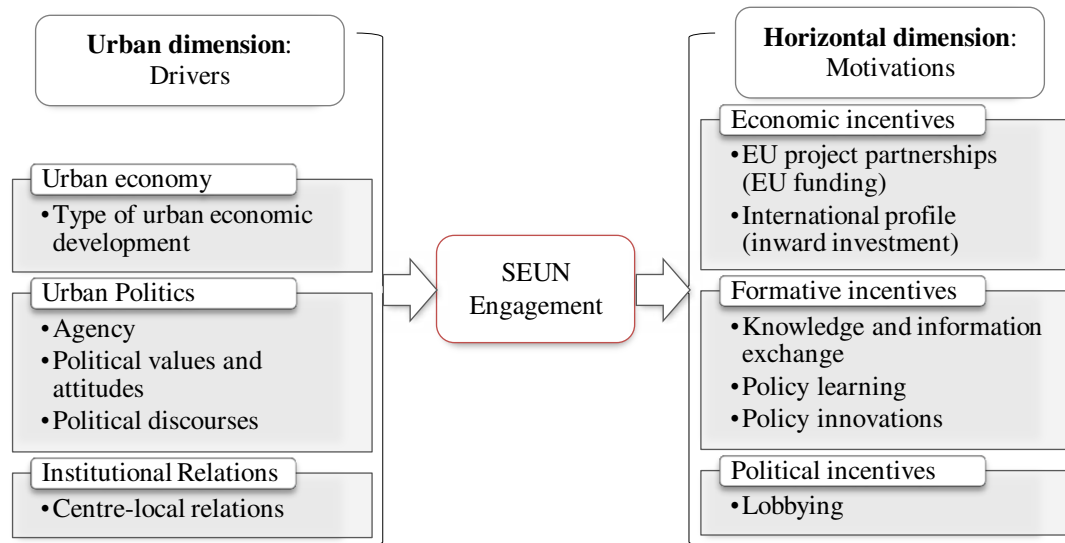 Urban dimension:
Drivers
Urban economy
•Type of urban economic
development
Urban Politics
•Agency
•Political values and
attitudes
•Political discourses
Institutional Relations
•Centre-local relations
SEUN
Engagement
Horizontal dimension:
Motivations
Economic incentives
•EU project partnerships
(EU funding)
•International profile
(inward investment)
Formative incentives
•Knowledge and information
exchange
•Policy learning
•Policy innovations
Political incentives
•Lobbying